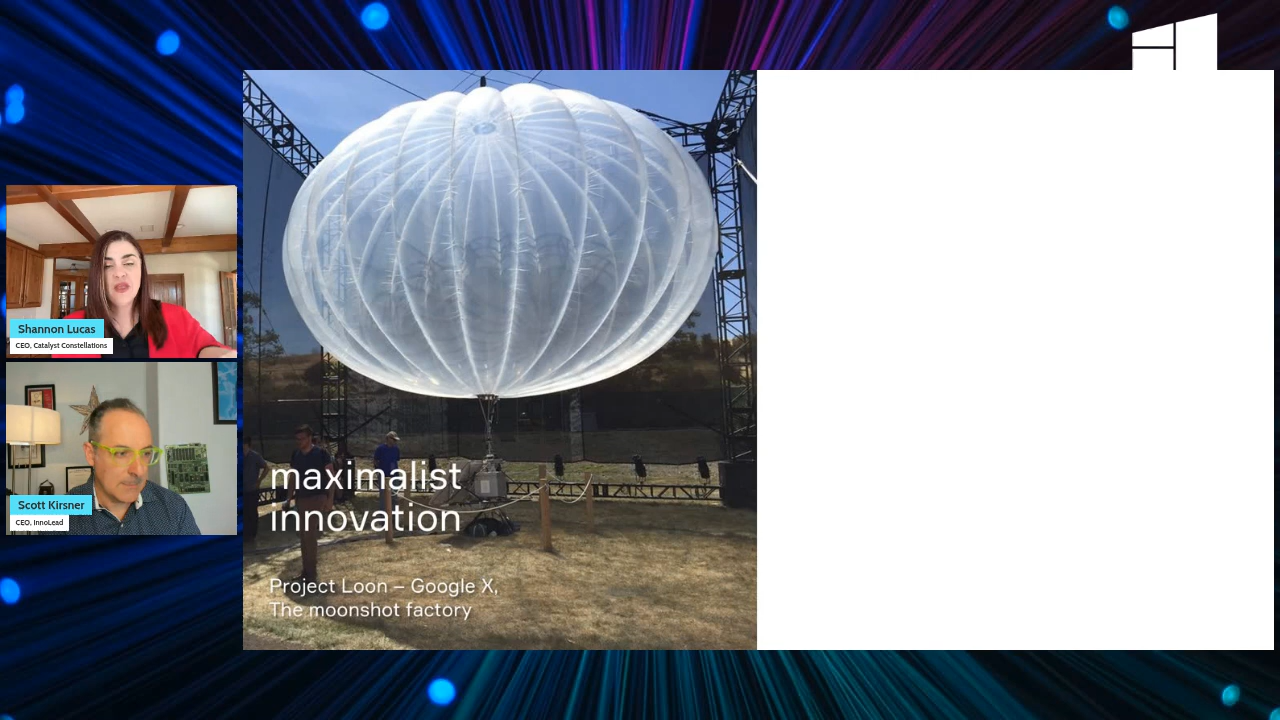 Shannon Lucas
CEO, Catalyst Constellations
Scott Kirsner
CEO, InnoLead
maximalist
innovation
Project Loon – Google X,
The moonshot factory